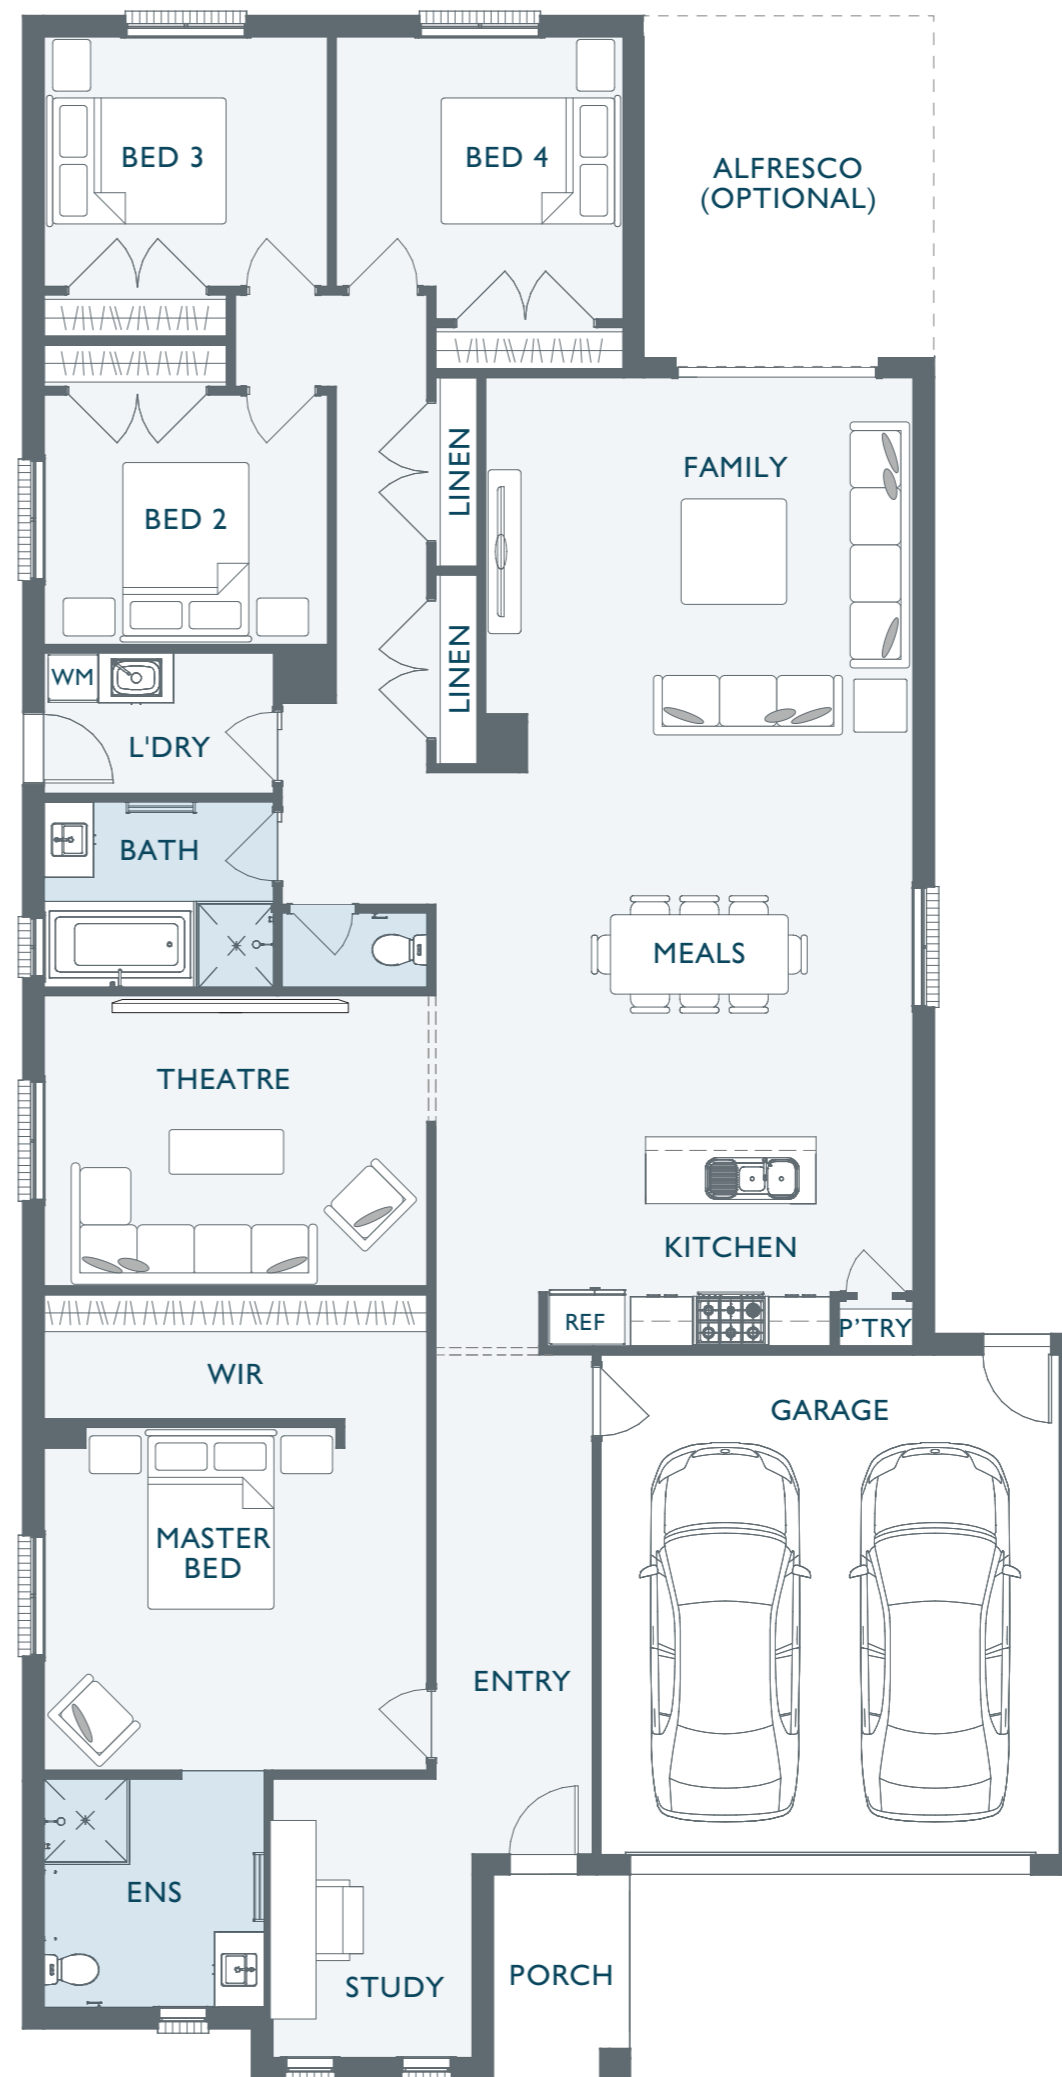 BED 3
BED 4
ALFRESCO
(OPTIONAL)
LINEN
FAMILY
BED 2
LINEN
WM
L'DRY
BATH
MEALS
THEATRE
KITCHEN
REF
P’TRY
WIR
GARAGE
MASTER
BED
ENTRY
ENS
STUDY
PORCH